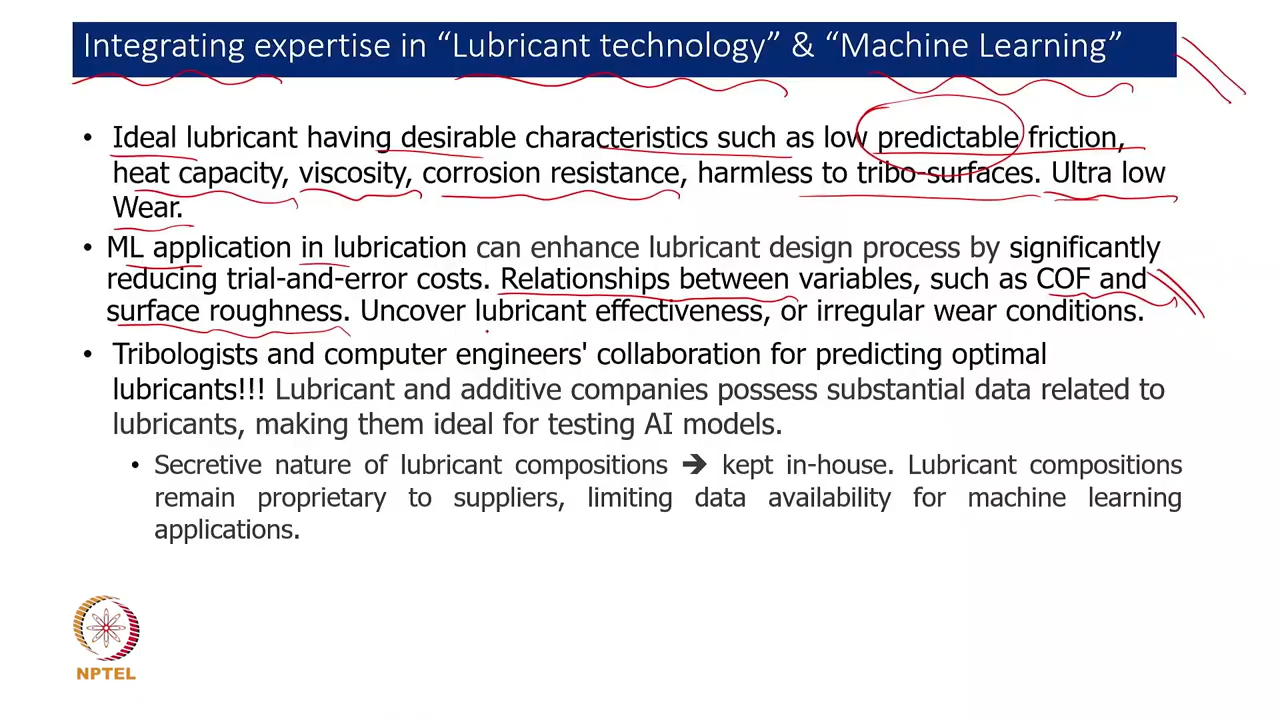 Integrating expertise in “Lubricant technology” & “Machine Learning”
• Ideal lubricant having desirable characteristics such as low predictable friction,
heat capacity, viscosity, corrosion resistance, harmless to tribo-surfaces. Ultra low
Wear.
• ML application in lubrication can enhance lubricant design process by significantly
reducing trial-and-error costs. Relationships between variables, such as COF and
surface roughness. Uncover lubricant effectiveness, or irregular wear conditions.
• Tribologists and computer engineers' collaboration for predicting optimal
lubricants!!! Lubricant and additive companies possess substantial data related to
lubricants, making them ideal for testing AI models.
• Secretive nature of lubricant compositions ➔ kept in-house. Lubricant compositions
remain proprietary to suppliers, limiting data availability for machine learning
applications.
NPTEL